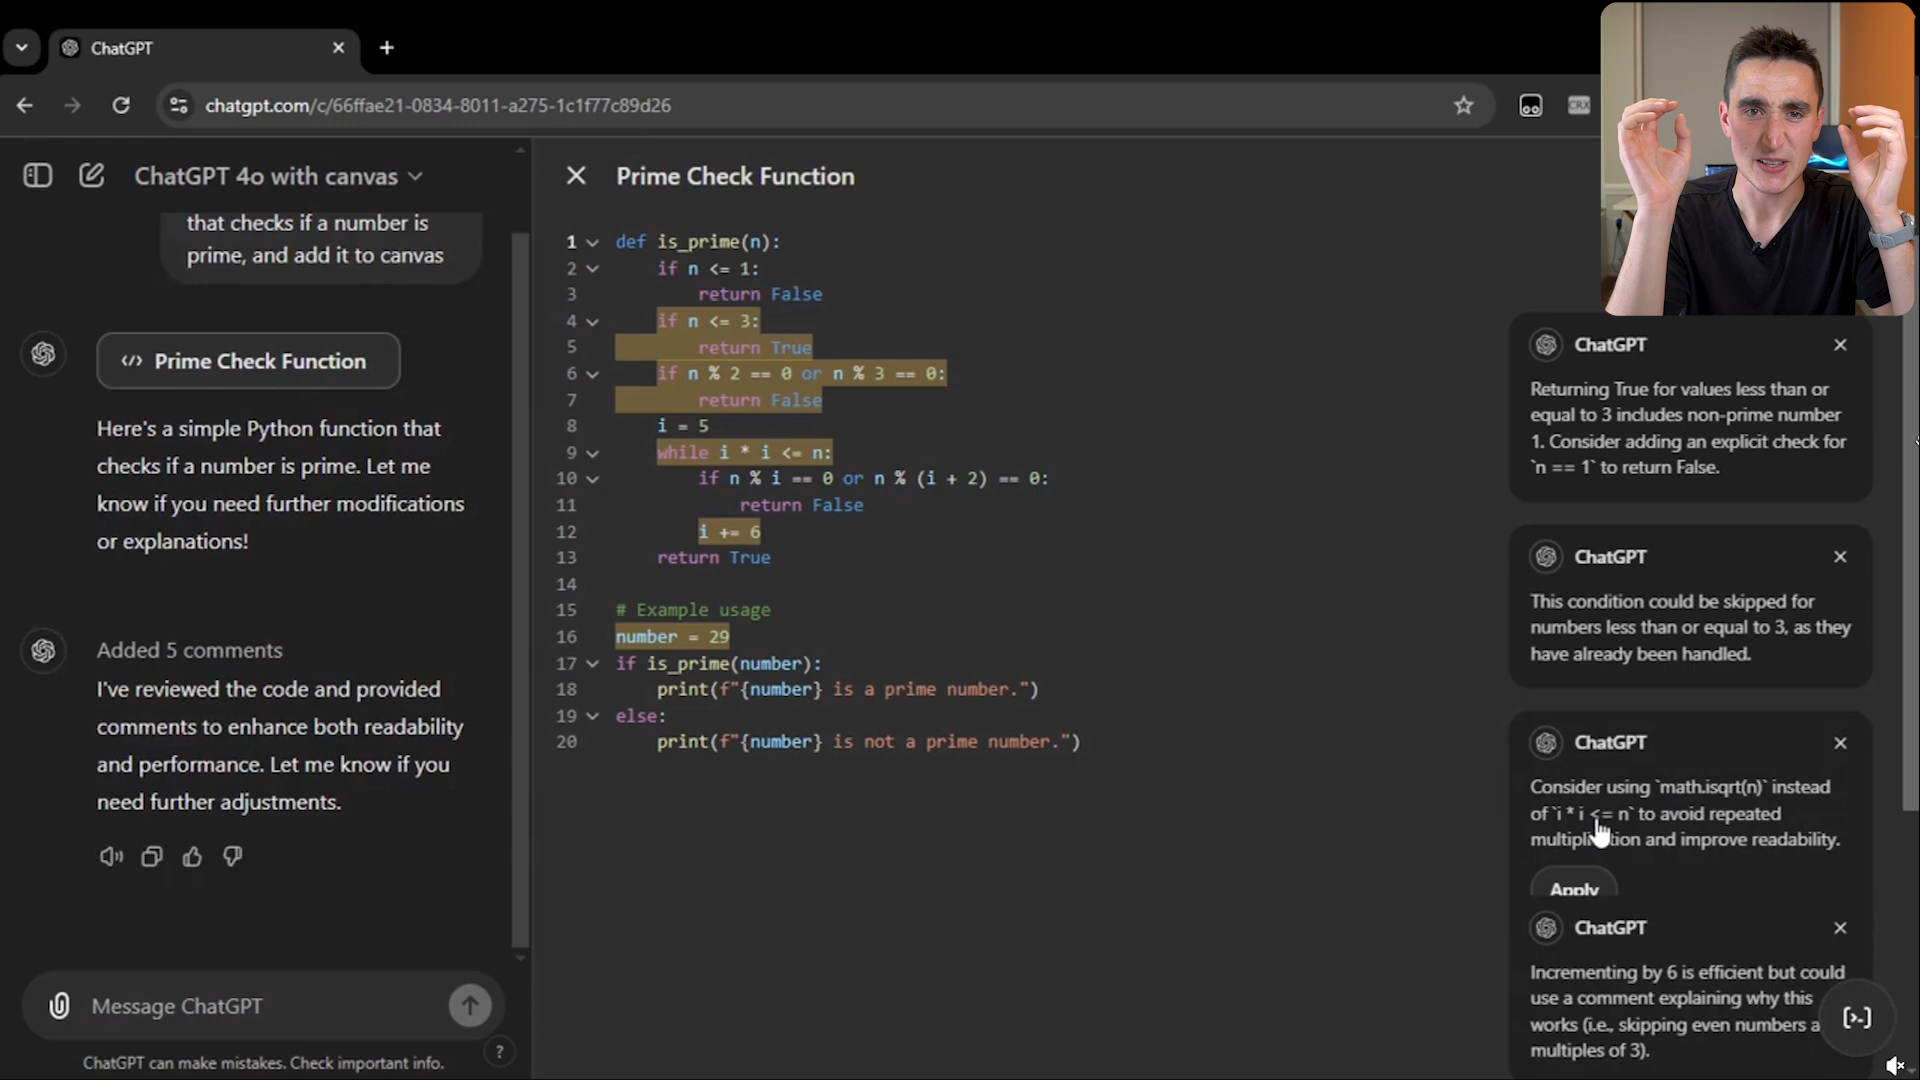 ChatGPT
chatgpt.com/c/66ffae21-0834-8011-a275-1c1f77c89d26
CRX
ChatGPT 4o with canvas
that checks if a number is
prime, and add it to canvas
Prime Check Function
Here's a simple Python function that
checks if a number is prime. Let me
know if you need further modifications
or explanations!
Added 5 comments
I've reviewed the code and provided
comments to enhance both readability
and performance. Let me know if you
need further adjustments.
Message ChatGPT
ChatGPT can make mistakes. Check important info.
?
Prime Check Function
1 def is_prime(n):
2 if n <= 1:
3 return False
4 if n <= 3:
5 return True
6 if n % 2 == 0 or n % 3 == 0:
7 return False
8 i = 5
9 while i * i <= n:
10 if n % i == 0 or n % (i + 2) == 0:
11 return False
12 i += 6
13 return True
14
15 # Example usage
16 number = 29
17 if is_prime(number):
18 print(f"{number} is a prime number.")
19 else:
20 print(f"{number} is not a prime number.")
ChatGPT
Returning True for values less than or
equal to 3 includes non-prime number
1. Consider adding an explicit check for
`n == 1` to return False.
ChatGPT
This condition could be skipped for
numbers less than or equal to 3, as they
have already been handled.
ChatGPT
Consider using `math.isqrt(n)` instead
of `i * i <= n` to avoid repeated
multiplication and improve readability.
Apply
ChatGPT
Incrementing by 6 is efficient but could
use a comment explaining why this
works (i.e., skipping even numbers a
multiples of 3).